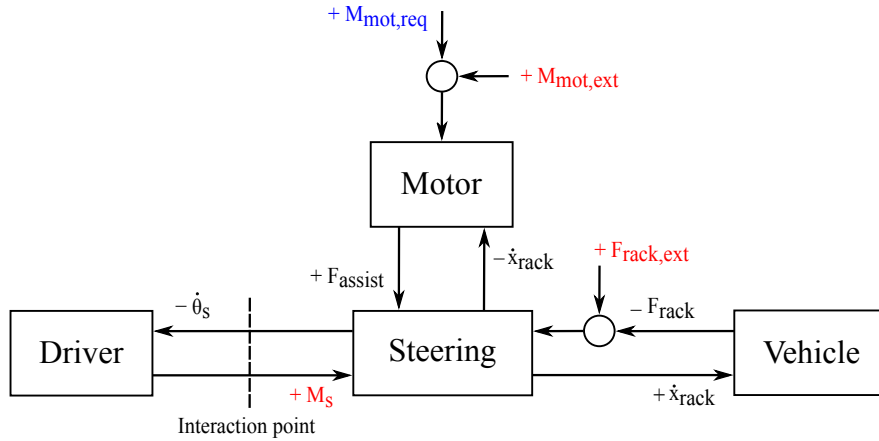 + M_mot,req
+ M_mot,ext
Motor
+ F_rack,ext
− ẋ_rack
+ F_assist
− θ̇_s
− F_rack
Driver
Steering
Vehicle
+ M_s
+ ẋ_rack
Interaction point